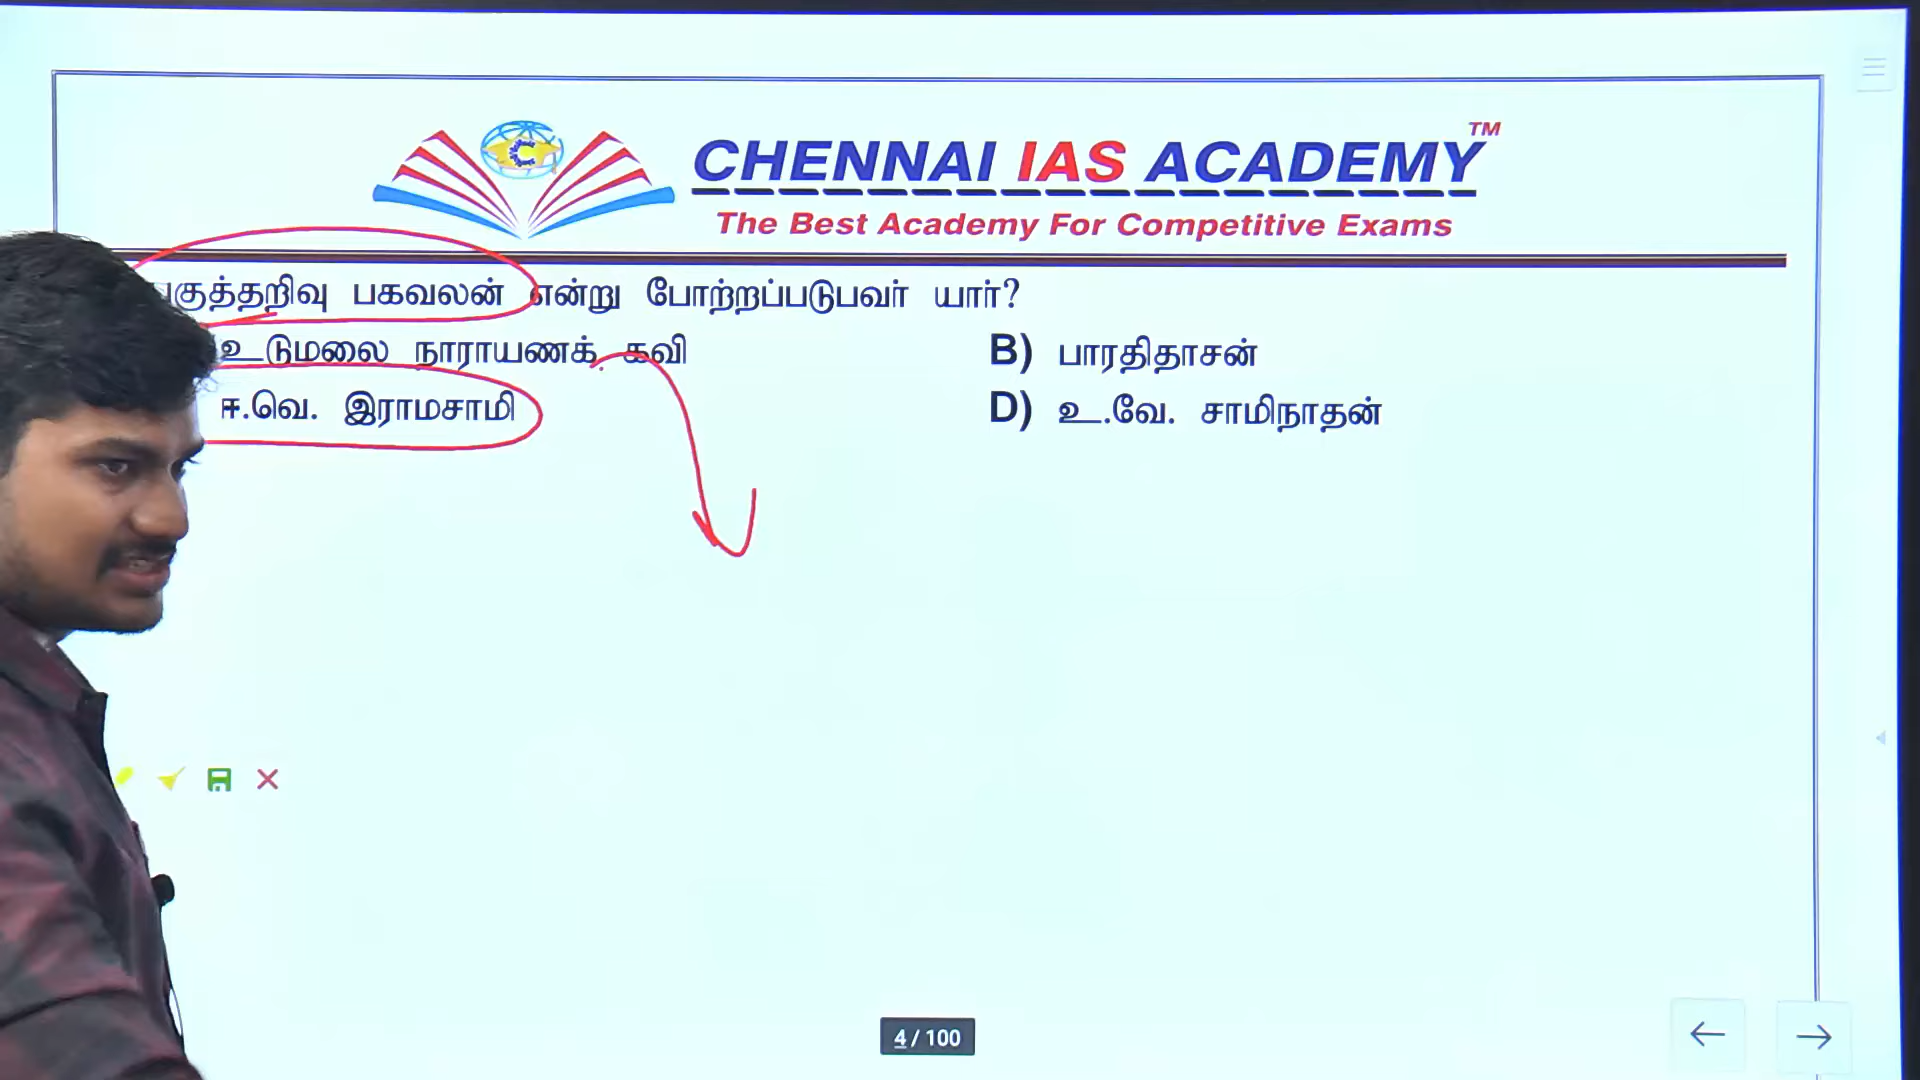 CHENNAI IAS ACADEMY TM
The Best Academy For Competitive Exams
பகவலன் என்று போற்றப்படுபவர் யார்?
உடுமலை நாராயணக் கவி
B) பாரதிதாசன்
ஈ.வெ. இராமசாமி
D) உ.வே. சாமிநாதன்
4 / 100